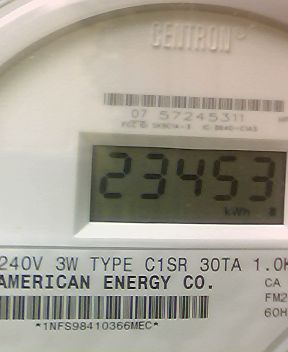 CENTRON
07 57245311
23453
kWh
240V 3W TYPE C1SR 30TA 1.0K
AMERICAN ENERGY CO.
CA
FM2
60H
*1NFS98410366MEC*